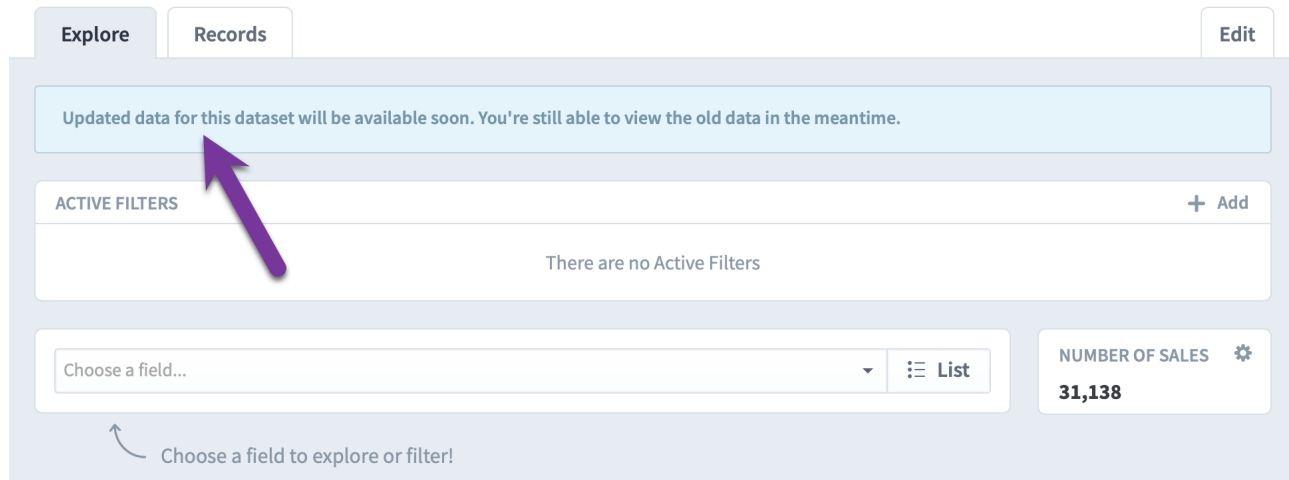 Explore
Records
Edit
Updated data for this dataset will be available soon. You're still able to view the old data in the meantime.
ACTIVE FILTERS
Add
There are no Active Filters
Choose a field...
List
NUMBER OF SALES
31,138
Choose a field to explore or filter!